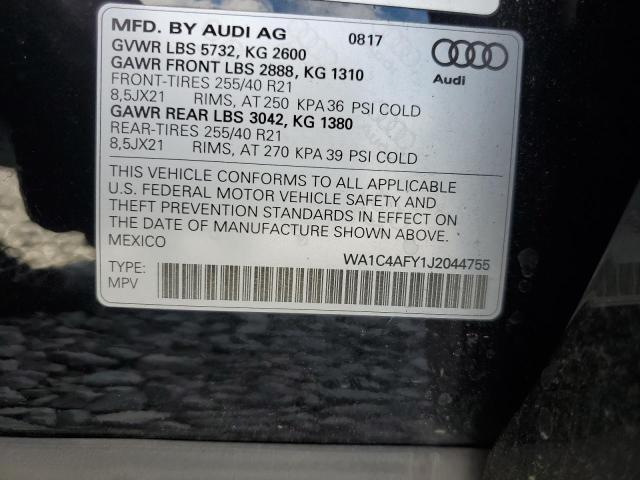 MFD. BY AUDI AG 0817
GVWR LBS 5732, KG 2600
GAWR FRONT LBS 2888, KG 1310
FRONT-TIRES 255/40 R21
8,5JX21 RIMS, AT 250 KPA 36 PSI COLD
GAWR REAR LBS 3042, KG 1380
REAR-TIRES 255/40 R21
8,5JX21 RIMS, AT 270 KPA 39 PSI COLD
Audi
THIS VEHICLE CONFORMS TO ALL APPLICABLE
U.S. FEDERAL MOTOR VEHICLE SAFETY AND
THEFT PREVENTION STANDARDS IN EFFECT ON
THE DATE OF MANUFACTURE SHOWN ABOVE.
MEXICO WA1C4AFY1J2044755
TYPE:
MPV